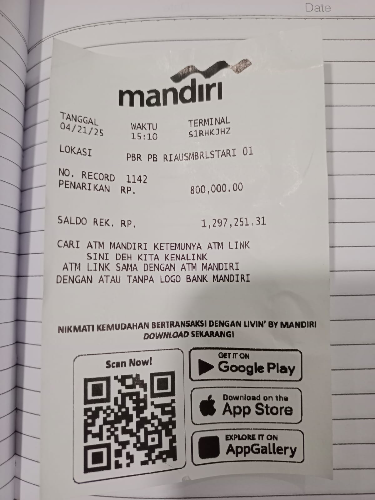 Date
mandiri
TANGGAL WAKTU TERMINAL
04/21/25 15:10 S1RHKJHZ
LOKASI PBR PB RIAUSMBRLSTARI 01
NO. RECORD 1142
PENARIKAN RP. 800,000.00
SALDO REK. RP. 1,297,251.31
CARI ATM MANDIRI KETEMUNYA ATM LINK
SINI DEH KITA KENALINK
ATM LINK SAMA DENGAN ATM MANDIRI
DENGAN ATAU TANPA LOGO BANK MANDIRI
NIKMATI KEMUDAHAN BERTRANSAKSI DENGAN LIVIN' BY MANDIRI
DOWNLOAD SEKARANG!
Scan Now!
GET IT ON
Google Play
Download on the
App Store
EXPLORE IT ON
AppGallery